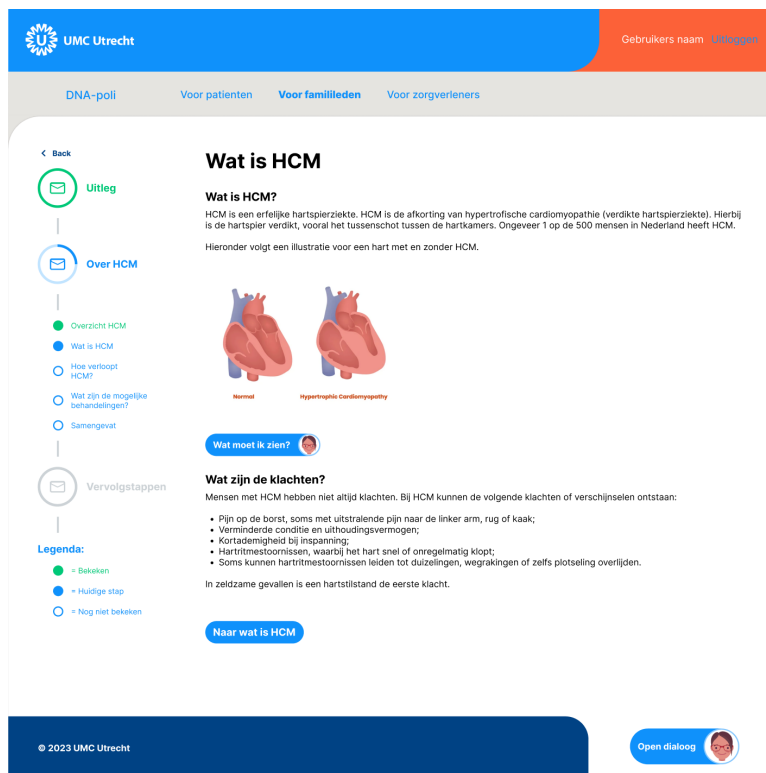 UMC Utrecht
Gebruikers naam Uitloggen
DNA-poli
Voor patienten
Voor familileden
Voor zorgverleners
Back
Uitleg
Over HCM
Overzicht HCM
Wat is HCM
Hoe verloopt
HCM?
Wat zijn de mogelijke
behandelingen?
Samengevat
Vervolgstappen
Legenda:
= Bekeken
= Huidige stap
= Nog niet bekeken
Wat is HCM
Wat is HCM?
HCM is een erfelijke hartspierziekte. HCM is de afkorting van hypertrofische cardiomyopathie (verdikte hartspierziekte). Hierbij
is de hartspier verdikt, vooral het tussenschot tussen de hartkamers. Ongeveer 1 op de 500 mensen in Nederland heeft HCM.
Hieronder volgt een illustratie voor een hart met en zonder HCM.
Normal
Hypertrophic Cardiomyopathy
Wat moet ik zien?
Wat zijn de klachten?
Mensen met HCM hebben niet altijd klachten. Bij HCM kunnen de volgende klachten of verschijnselen ontstaan:
• Pijn op de borst, soms met uitstralende pijn naar de linker arm, rug of kaak;
• Verminderde conditie en uithoudingsvermogen;
• Kortademigheid bij inspanning;
• Hartritmestoornissen, waarbij het hart snel of onregelmatig klopt;
• Soms kunnen hartritmestoornissen leiden tot duizelingen, wegrakingen of zelfs plotseling overlijden.
In zeldzame gevallen is een hartstilstand de eerste klacht.
Naar wat is HCM
© 2023 UMC Utrecht
Open dialoog